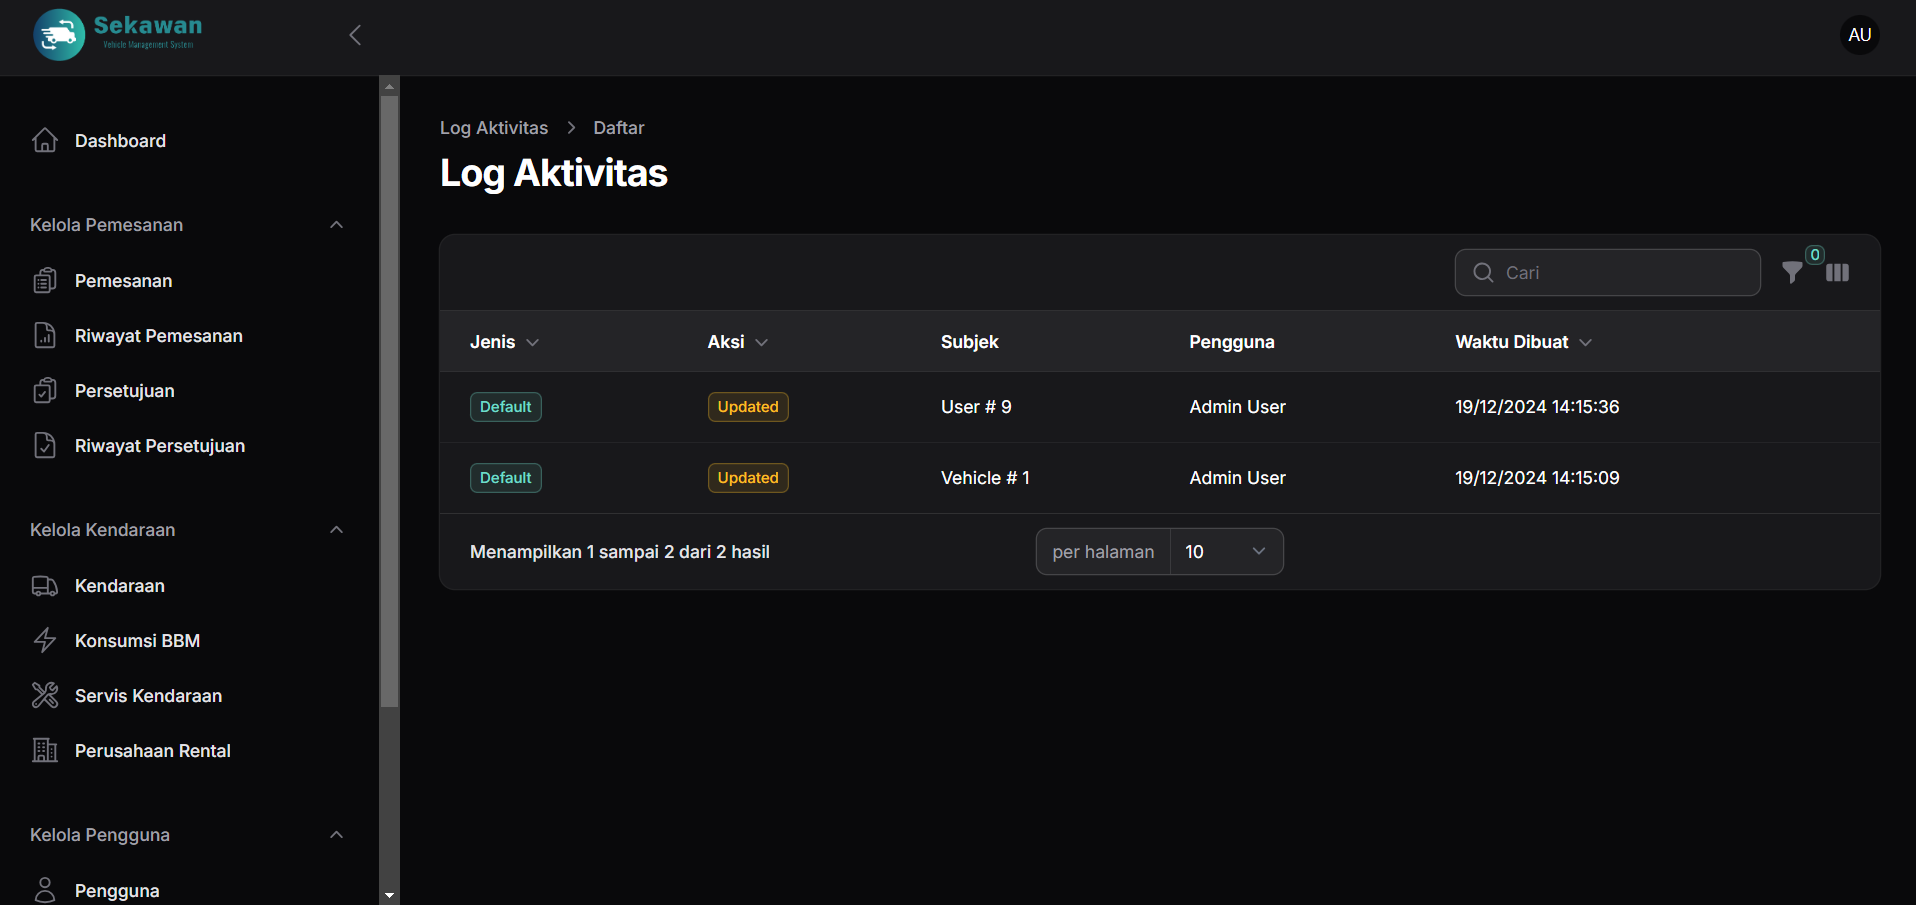 Sekawan
Vehicle Management System
AU
Dashboard
Kelola Pemesanan
Pemesanan
Riwayat Pemesanan
Persetujuan
Riwayat Persetujuan
Kelola Kendaraan
Kendaraan
Konsumsi BBM
Servis Kendaraan
Perusahaan Rental
Kelola Pengguna
Pengguna
Log Aktivitas > Daftar
Log Aktivitas
Cari
0
Jenis Aksi Subjek Pengguna Waktu Dibuat
Default Updated User # 9 Admin User 19/12/2024 14:15:36
Default Updated Vehicle # 1 Admin User 19/12/2024 14:15:09
Menampilkan 1 sampai 2 dari 2 hasil
per halaman 10